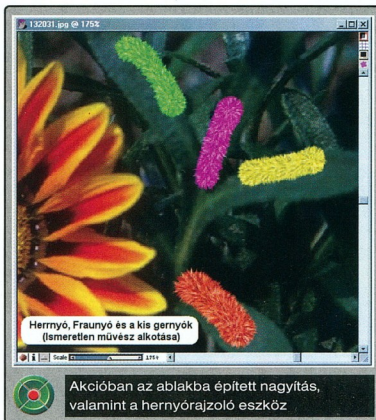 132031.jpg @ 175%
Herrnyó, Fraunyó és a kis gernyók
(Ismeretlen művész alkotása)
Scale
175%
Akcióban az ablakba épített nagyítás,
valamint a hernyórajzoló eszköz